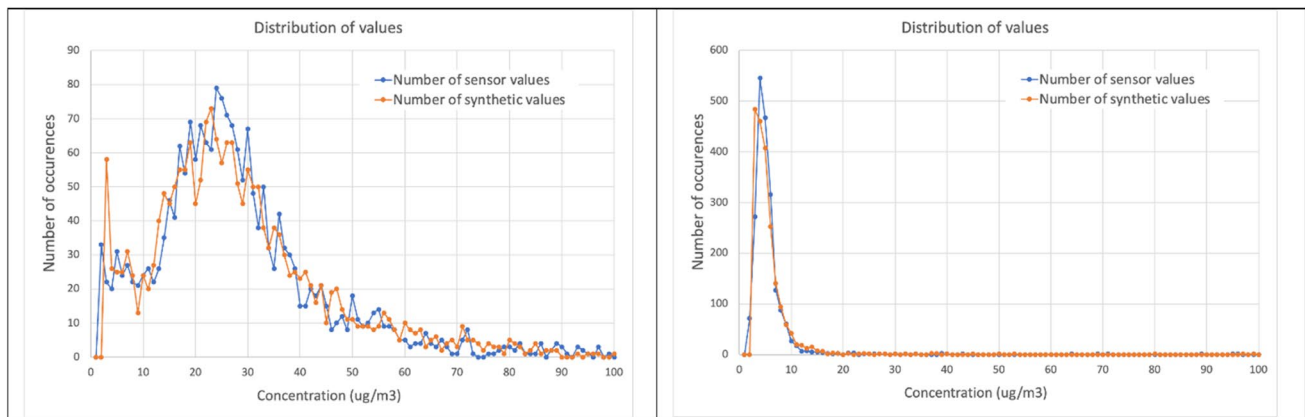 Distribution of values
90
80
70
60
50
40
30
20
10
0
Number of occurences
Number of sensor values
Number of synthetic values
0 10 20 30 40 50 60 70 80 90 100
Concentration (ug/m3)
Distribution of values
600
500
400
300
200
100
0
Number of occurences
Number of sensor values
Number of synthetic values
0 10 20 30 40 50 60 70 80 90 100
Concentration (ug/m3)